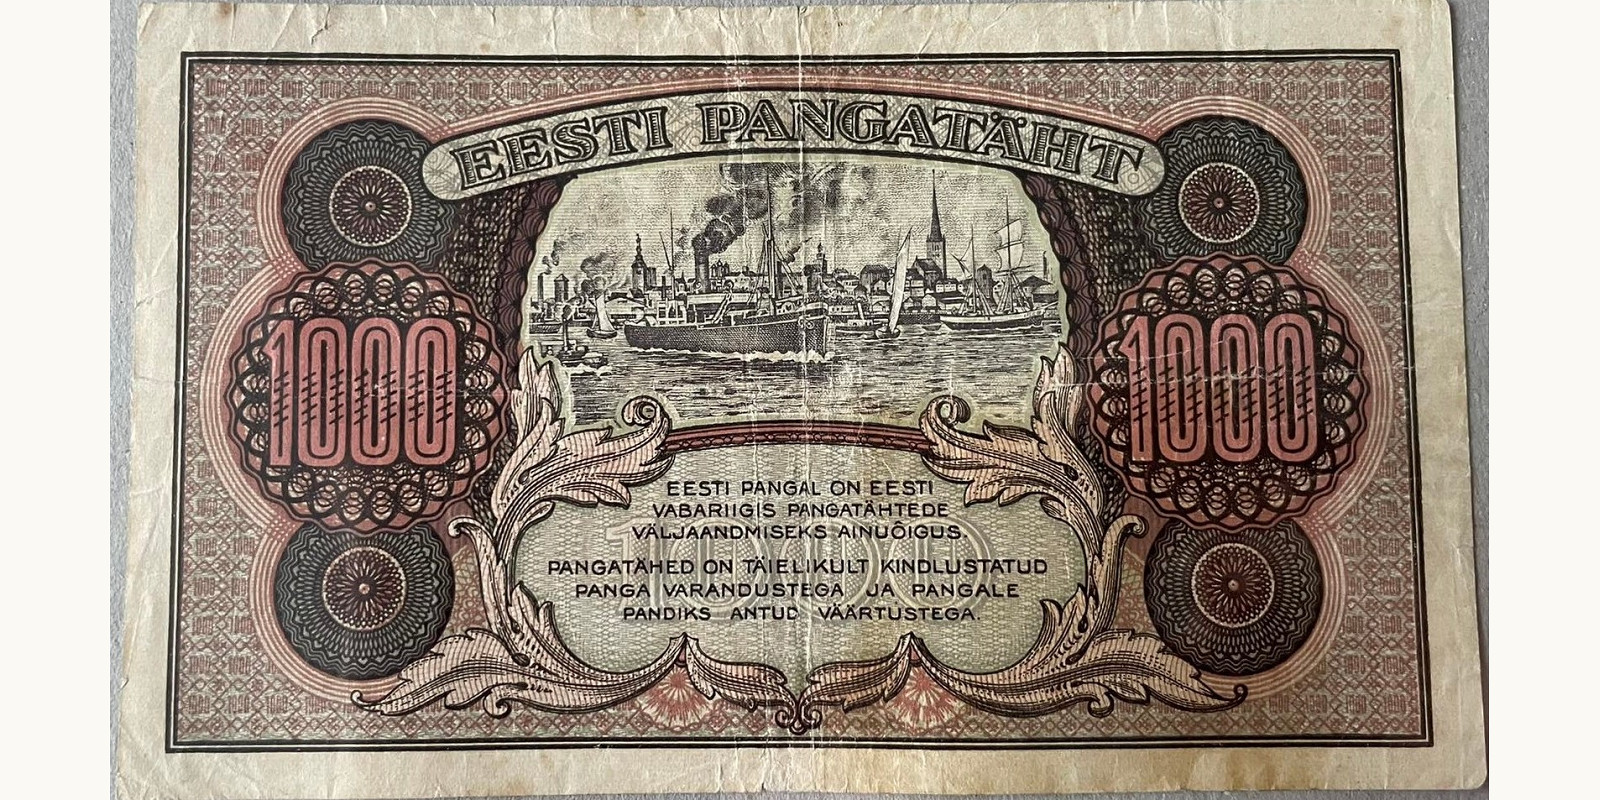 EESTI PANGATÄHT
1000
1000
EESTI PANGAL ON EESTI
VABARIIGIS PANGATÄHTEDE
VÄLJAANDMISEKS AINUÕIGUS.
PANGATÄHED ON TÄIELIKULT KINDLUSTATUD
PANGA VARANDUSTEGA JA PANGALE
PANDIKS ANTUD VÄÄRTUSTEGA.